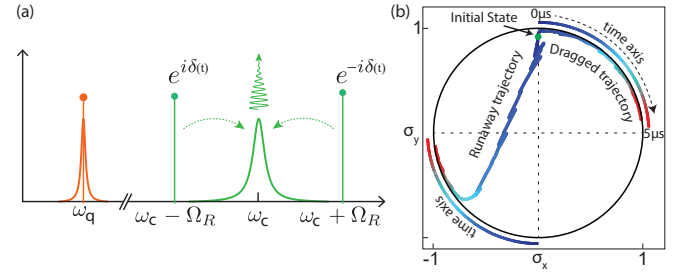 (a)
e^{iδ(t)}
e^{-iδ(t)}
ω_q
ω_c − Ω_R
ω_c
ω_c + Ω_R
(b)
Initial State
0μs
time axis
1
Runaway trajectory
Dragged trajectory
σ_y
5μs
time axis
-1
-1
σ_x
1